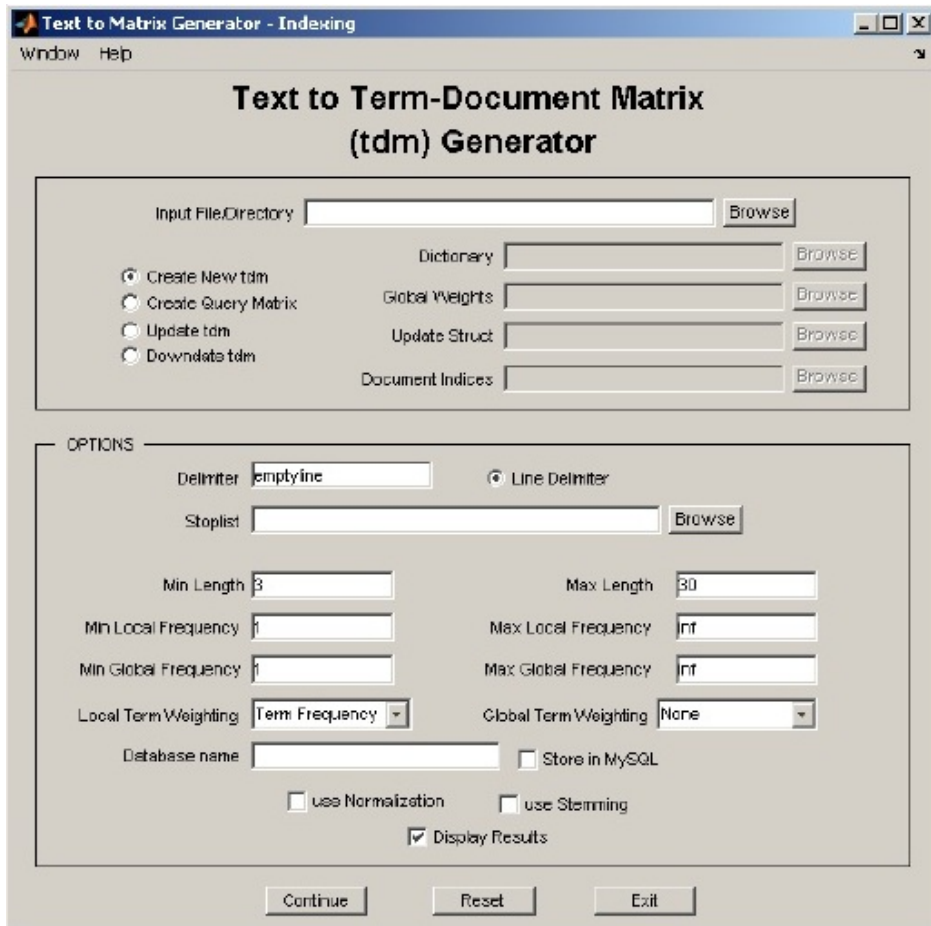 Text to Matrix Generator - Indexing
Window Help
Text to Term-Document Matrix
(tdm) Generator
Input File/Directory Browse
Create New tdm
Create Query Matrix
Update tdm
Downdate tdm
Dictionary Browse
Global Weights Browse
Update Struct Browse
Document Indices Browse
OPTIONS
Delimiter emptyline Line Delimiter
Stoplist Browse
Min Length 3 Max Length 30
Min Local Frequency 1 Max Local Frequency inf
Min Global Frequency 1 Max Global Frequency inf
Local Term Weighting Term Frequency Global Term Weighting None
Database name Store in MySQL
use Normalization use Stemming
Display Results
Continue Reset Exit